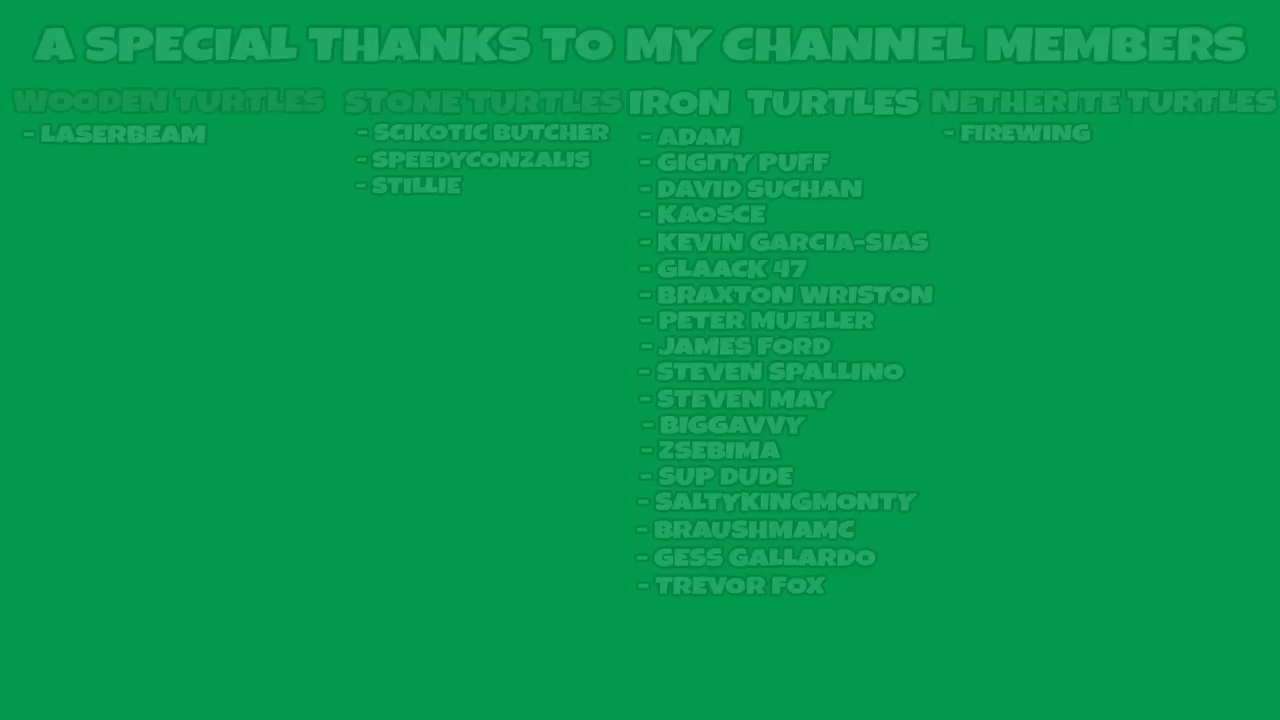 A SPECIAL THANKS TO MY CHANNEL MEMBERS
WOODEN TURTLES
- LASERBEAM
STONE TURTLES
- SCIKOTIC BUTCHER
- SPEEDYCONZALIS
- STILLIE
IRON TURTLES
- ADAM
- GIGITY PUFF
- DAVID SUCHAN
- KAOSCE
- KEVIN GARCIA-SIAS
- GLAACK 47
- BRAXTON WRISTON
- PETER MUELLER
- JAMES FORD
- STEVEN SPALLINO
- STEVEN MAY
- BIGGAVVY
- ZSEBIMA
- SUP DUDE
- SALTYKINGMONTY
- BRAUSHMAMC
- GESS GALLARDO
- TREVOR FOX
NETHERITE TURTLES
- FIREWING